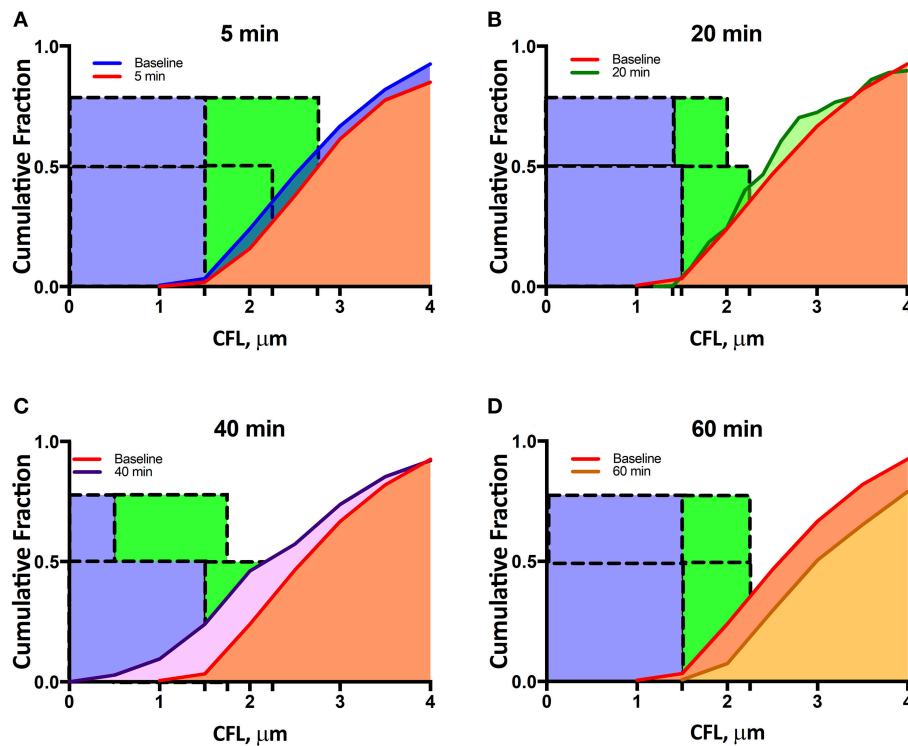 A
5 min
Baseline
5 min
Cumulative Fraction
1.0
0.5
0.0
0 1 2 3 4
CFL, μm
B
20 min
Baseline
20 min
Cumulative Fraction
1.0
0.5
0.0
0 1 2 3 4
CFL, μm
C
40 min
Baseline
40 min
Cumulative Fraction
1.0
0.5
0.0
0 1 2 3 4
CFL, μm
D
60 min
Baseline
60 min
Cumulative Fraction
1.0
0.5
0.0
0 1 2 3 4
CFL, μm